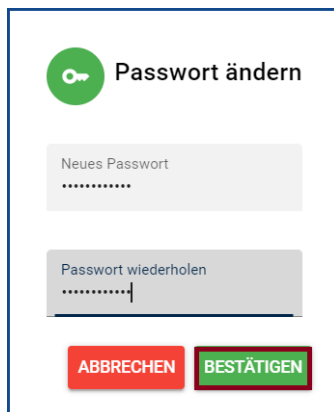 Passwort ändern
Neues Passwort
••••••••••••
Passwort wiederholen
••••••••••••
ABBRECHEN BESTÄTIGEN